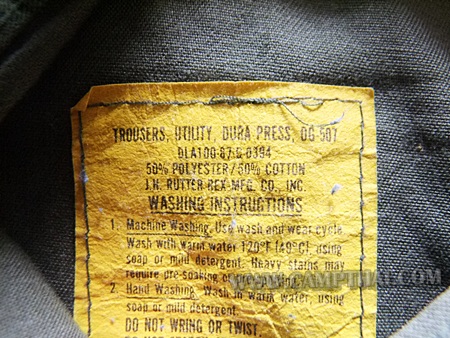 TROUSERS, UTILITY, DURA PRESS, OG 507
DLA100-87-C-0394
50% POLYESTER/50% COTTON
J.H. RUTTER REX MFG. CO., INC.
WASHING INSTRUCTIONS
1. Machine Washing. Use wash and wear cycle.
Wash with warm water 120°F (49°C), using
soap or mild detergent. Heavy stains may
require pre-soaking
2 Hand Washing. Wash in warm water, using
soap or mild detergent.
DO NOT WRING OR TWIST.